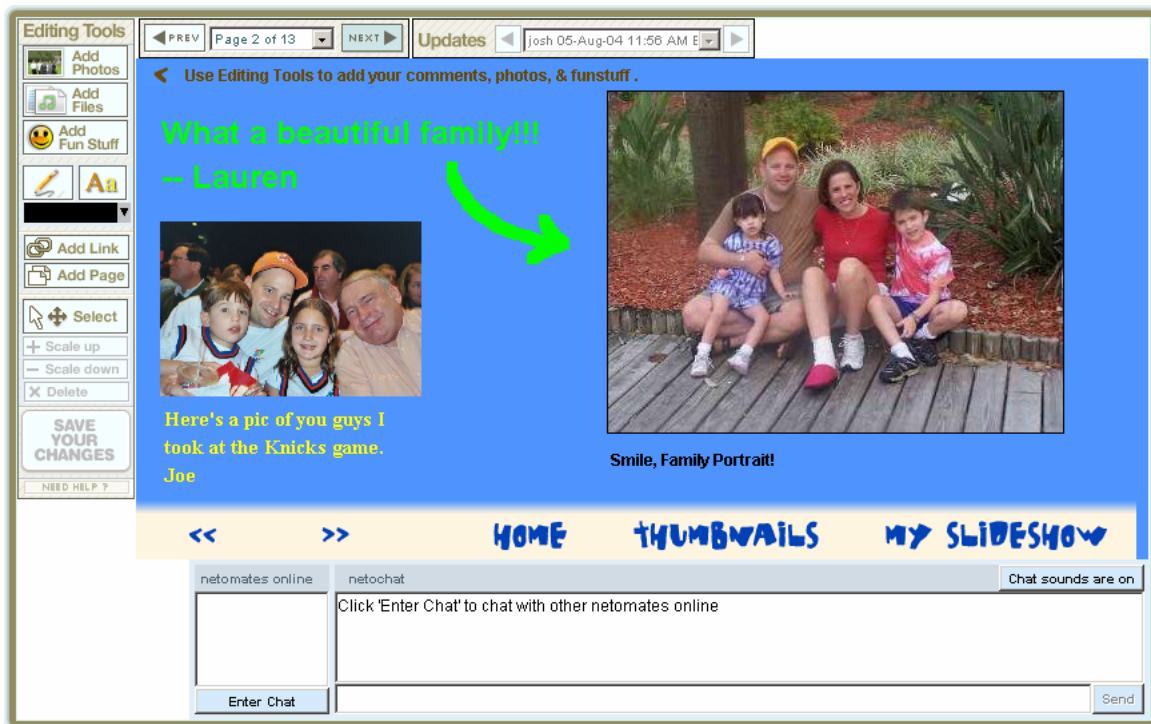 Editing Tools
Add
Photos
Add
Files
Add
Fun Stuff
Aa
Add Link
Add Page
Select
+ Scale up
− Scale down
X Delete
SAVE
YOUR
CHANGES
NEED HELP ?
PREV
Page 2 of 13
NEXT
Updates
josh 05-Aug-04 11:56 AM E
< Use Editing Tools to add your comments, photos, & funstuff .
What a beautiful family!!!
-- Lauren
Here's a pic of you guys I
took at the Knicks game.
Joe
Smile, Family Portrait!
<< >> HOME THUMBNAILS MY SLIDESHOW
netomates online
netochat
Chat sounds are on
Click 'Enter Chat' to chat with other netomates online
Enter Chat
Send